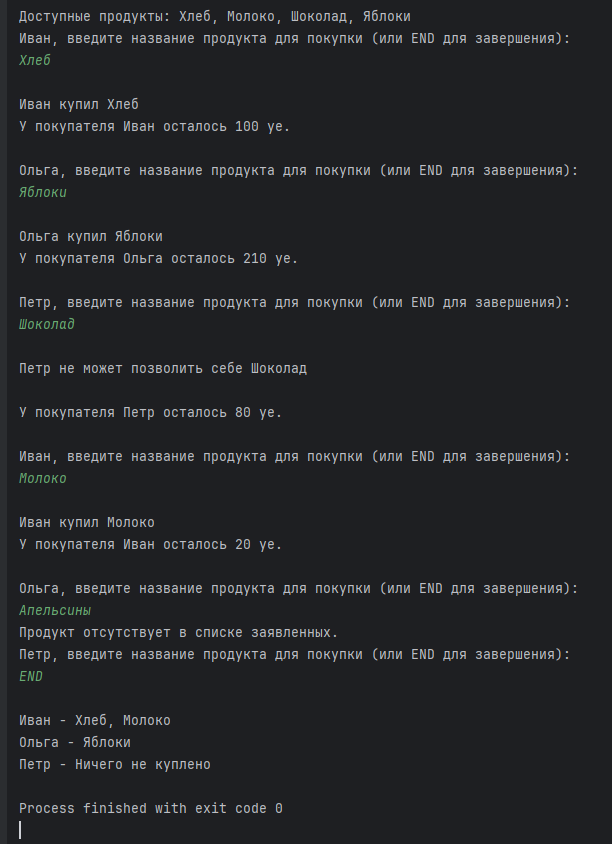 Доступные продукты: Хлеб, Молоко, Шоколад, Яблоки
Иван, введите название продукта для покупки (или END для завершения):
Хлеб
Иван купил Хлеб
У покупателя Иван осталось 100 уе.
Ольга, введите название продукта для покупки (или END для завершения):
Яблоки
Ольга купил Яблоки
У покупателя Ольга осталось 210 уе.
Петр, введите название продукта для покупки (или END для завершения):
Шоколад
Петр не может позволить себе Шоколад
У покупателя Петр осталось 80 уе.
Иван, введите название продукта для покупки (или END для завершения):
Молоко
Иван купил Молоко
У покупателя Иван осталось 20 уе.
Ольга, введите название продукта для покупки (или END для завершения):
Апельсины
Продукт отсутствует в списке заявленных.
Петр, введите название продукта для покупки (или END для завершения):
END
Иван - Хлеб, Молоко
Ольга - Яблоки
Петр - Ничего не куплено
Process finished with exit code 0